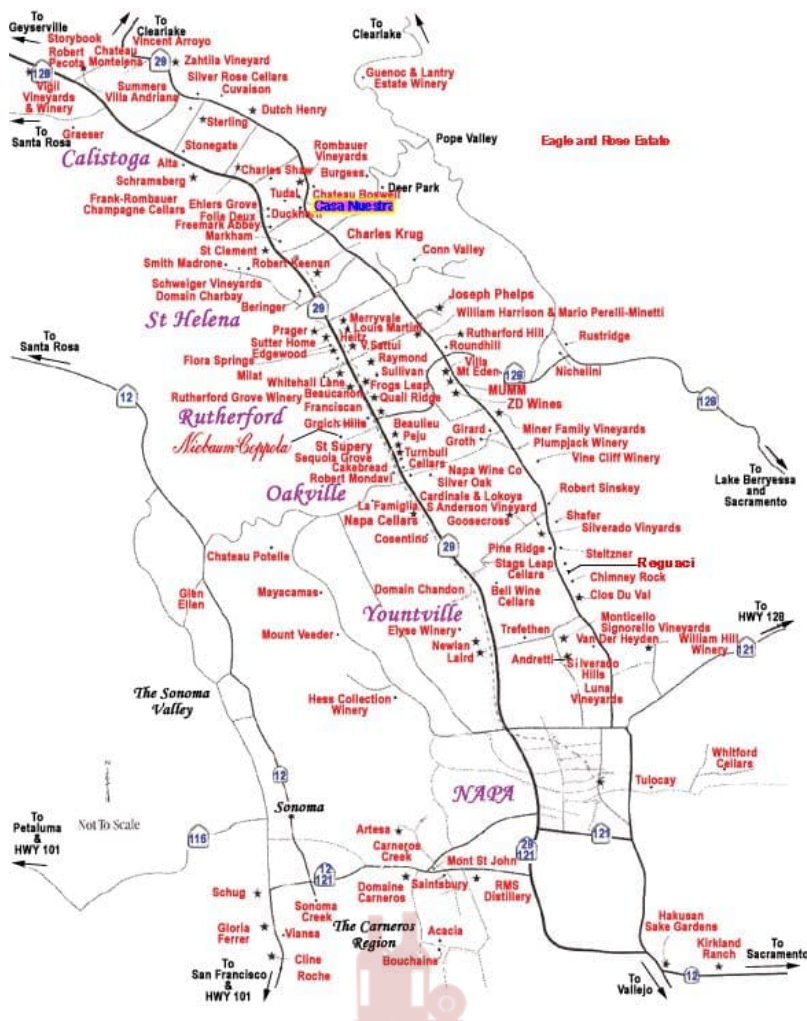 To
Geyserville
To
Clearlake
To
Clearlake
Storybook
Robert
Pecota
Chateau
Montelena
Vincent Arroyo
29
Zahtila Vineyard
128
Vigil
Vineyards
& Winery
Summers
Villa Andriana
Silver Rose Cellars
Cuvaison
Guenoc & Lantry
Estate Winery
Dutch Henry
To
Santa Rosa
Graeser
Sterling
Stonegate
Rombauer
Vineyards
Pope Valley
Eagle and Rose Estate
Calistoga
Alta
Charles Shaw
Burgess
Schramsberg
Deer Park
Tudal
Chateau Boswell
Frank-Rombauer
Champagne Cellars
Ehlers Grove
Folie Deux
Casa Nuestra
Freemark Abbey
Markham
Charles Krug
St Clement
Conn Valley
Smith Madrone
Robert Keenan
Schweiger Vineyards
Domain Charbay
Joseph Phelps
Beringer
29
William Harrison & Mario Perelli-Minetti
St Helena
Merryvale
Louis Martini
Rutherford Hill
Prager
Heitz
Roundhill
Rustridge
To
Santa Rosa
Sutter Home
V.Sattui
Edgewood
Villa
Mt Eden
128
Nichelini
Flora Springs
Raymond
Milat
Sullivan
12
Whitehall Lane
Frogs Leap
MUMM
128
Rutherford Grove Winery
Beaucanon
Quail Ridge
ZD Wines
Franciscan
Rutherford
Grgich Hills
Beaulieu
Girard
Miner Family Vineyards
Niebaum-Coppola
Peju
Groth
Plumpjack Winery
St Supery
Turnbull
Cellars
Vine Cliff Winery
Sequoia Grove
Cakebread
Napa Wine Co
To
Lake Berryessa
and
Sacramento
Robert Mondavi
Silver Oak
Oakville
Cardinale & Lokoya
Robert Sinskey
La Famiglia
S Anderson Vineyard
Napa Cellars
Goosecross
Shafer
Silverado Vinyards
Cosentino
29
Chateau Potelle
Pine Ridge
Steltzner
Stags Leap
Cellars
Reguaci
Chimney Rock
Glen
Ellen
Mayacamas
Domain Chandon
Bell Wine
Cellars
Clos Du Val
Yountville
To
HWY 128
Monticello
Mount Veeder
Elyse Winery
Trefethen
Signorello Vineyards
Van Der Heyden
William Hill
Winery
121
Newlan
Laird
Andretti
Silverado
Hills
Luna
Vineyards
The Sonoma
Valley
Hess Collection
Winery
Whitford
Cellars
12
Tulocay
NAPA
N
Not To Scale
Sonoma
To
Petaluma
&
HWY 101
116
Artesa
29
121
121
Carneros
Creek
Mont St John
12
121
Schug
Domaine
Carneros
Saintsbury
RMS
Distillery
Sonoma
Creek
Gloria
Ferrer
Viansa
The Carneros
Region
Acacia
Hakusan
Sake Gardens
Kirkland
Ranch
Bouchaine
To
Sacramento
Cline
Roche
To
San Francisco
&
HWY 101
To
Vallejo
12